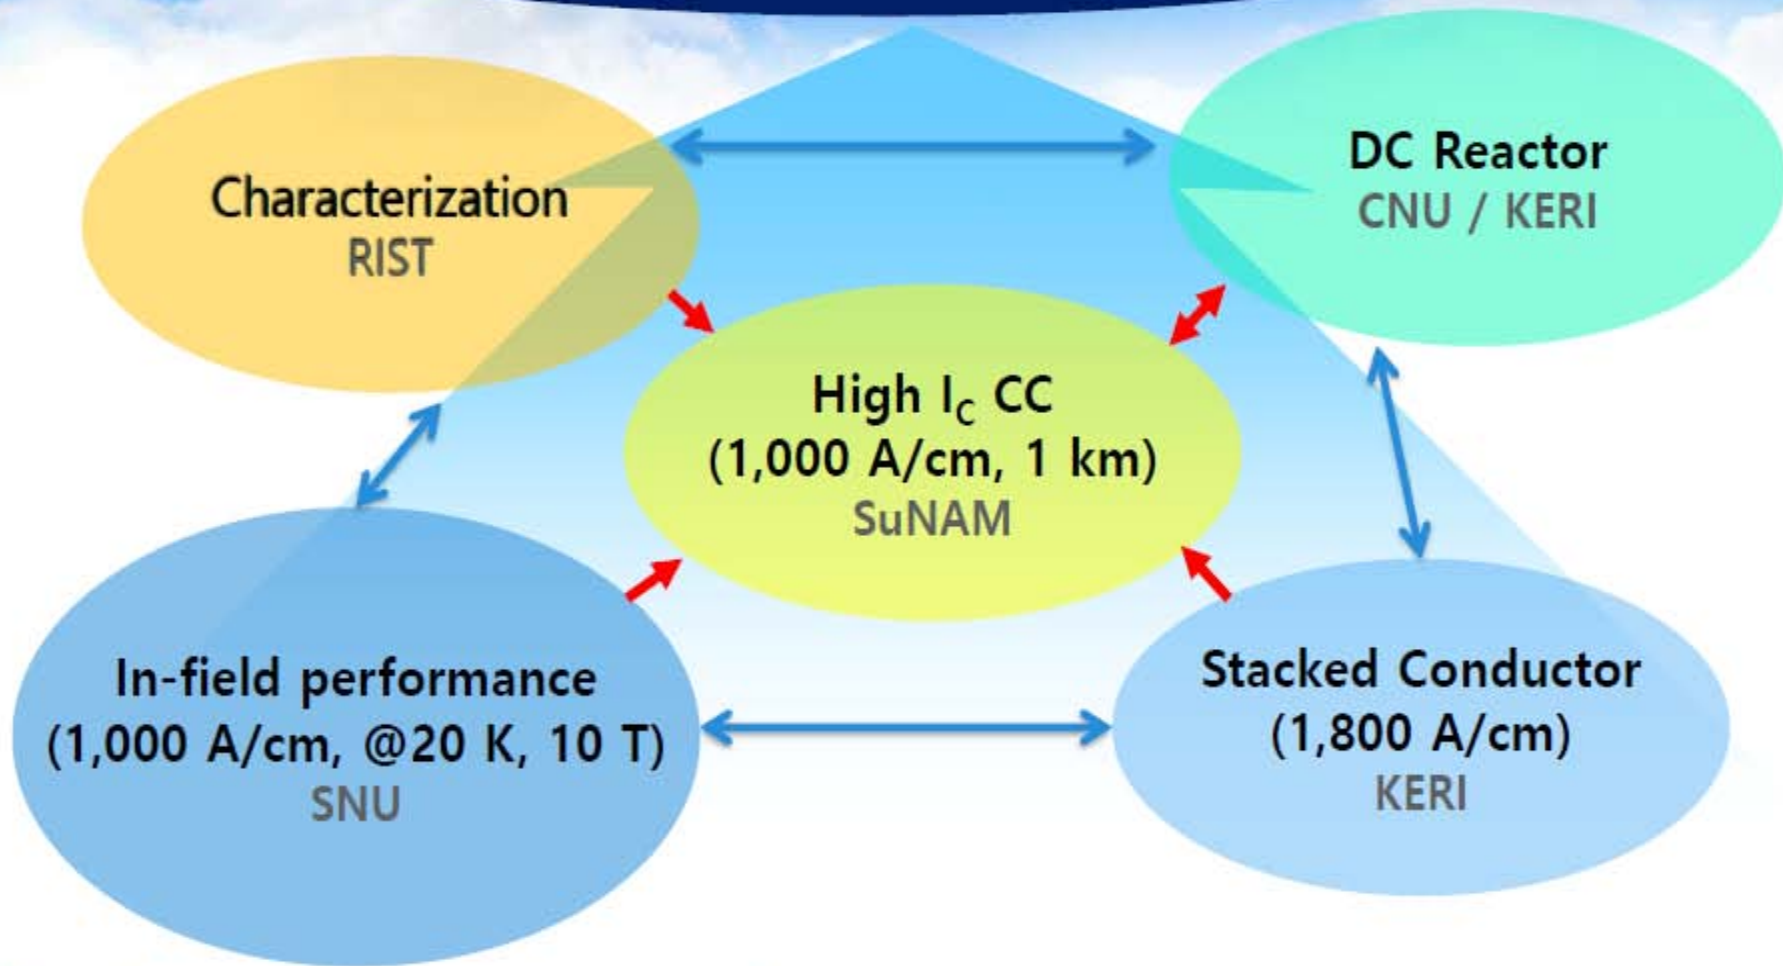 Characterization
RIST
DC Reactor
CNU / KERI
High I_C CC
(1,000 A/cm, 1 km)
SuNAM
In-field performance
(1,000 A/cm, @20 K, 10 T)
SNU
Stacked Conductor
(1,800 A/cm)
KERI